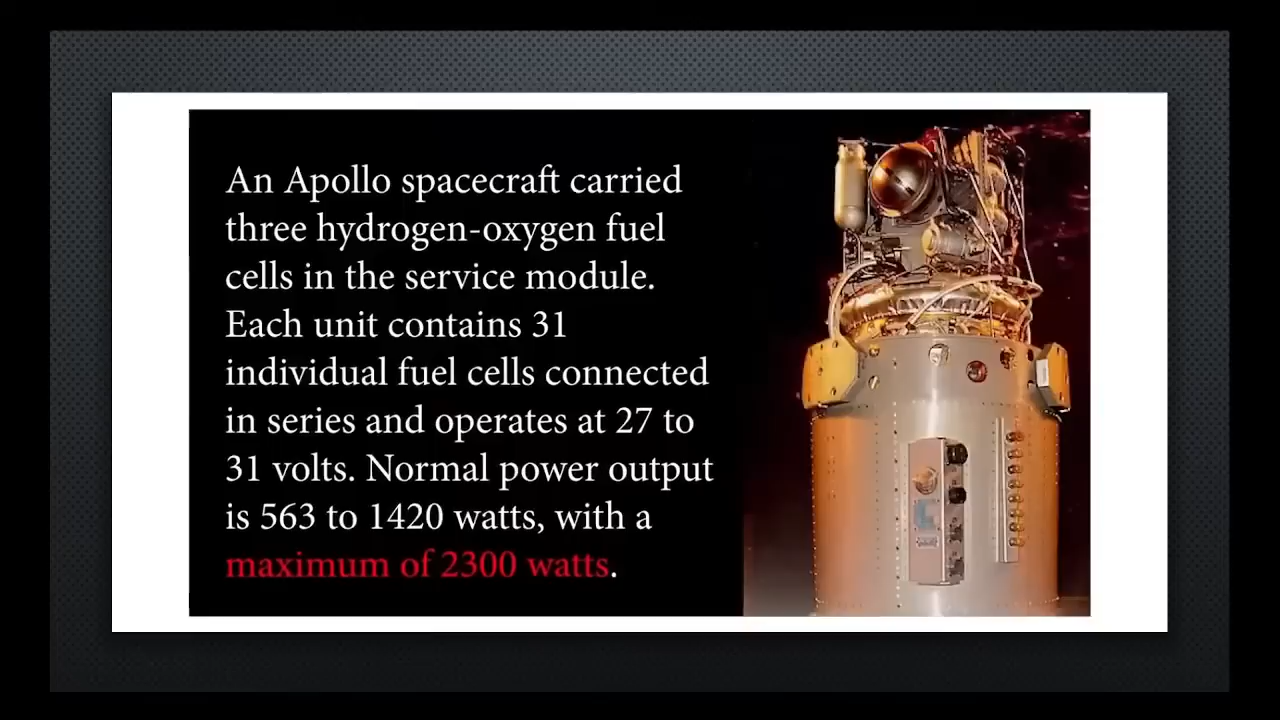 An Apollo spacecraft carried
three hydrogen-oxygen fuel
cells in the service module.
Each unit contains 31
individual fuel cells connected
in series and operates at 27 to
31 volts. Normal power output
is 563 to 1420 watts, with a
maximum of 2300 watts.